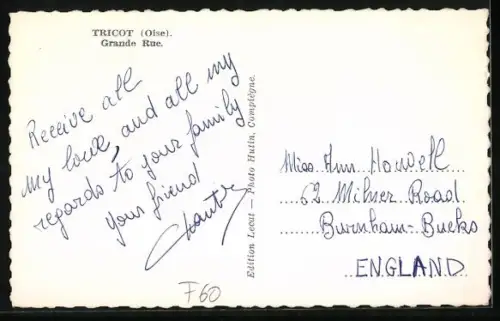 TRICOT (Oise).
Grande Rue.
Receive all
my love, and all my
regards to your family
your friend
Edition Lecut — Photo Hutin, Compiègne.
Miss Ann Howell
62 Milner Road
Burnham-Bucks
ENGLAND
F60